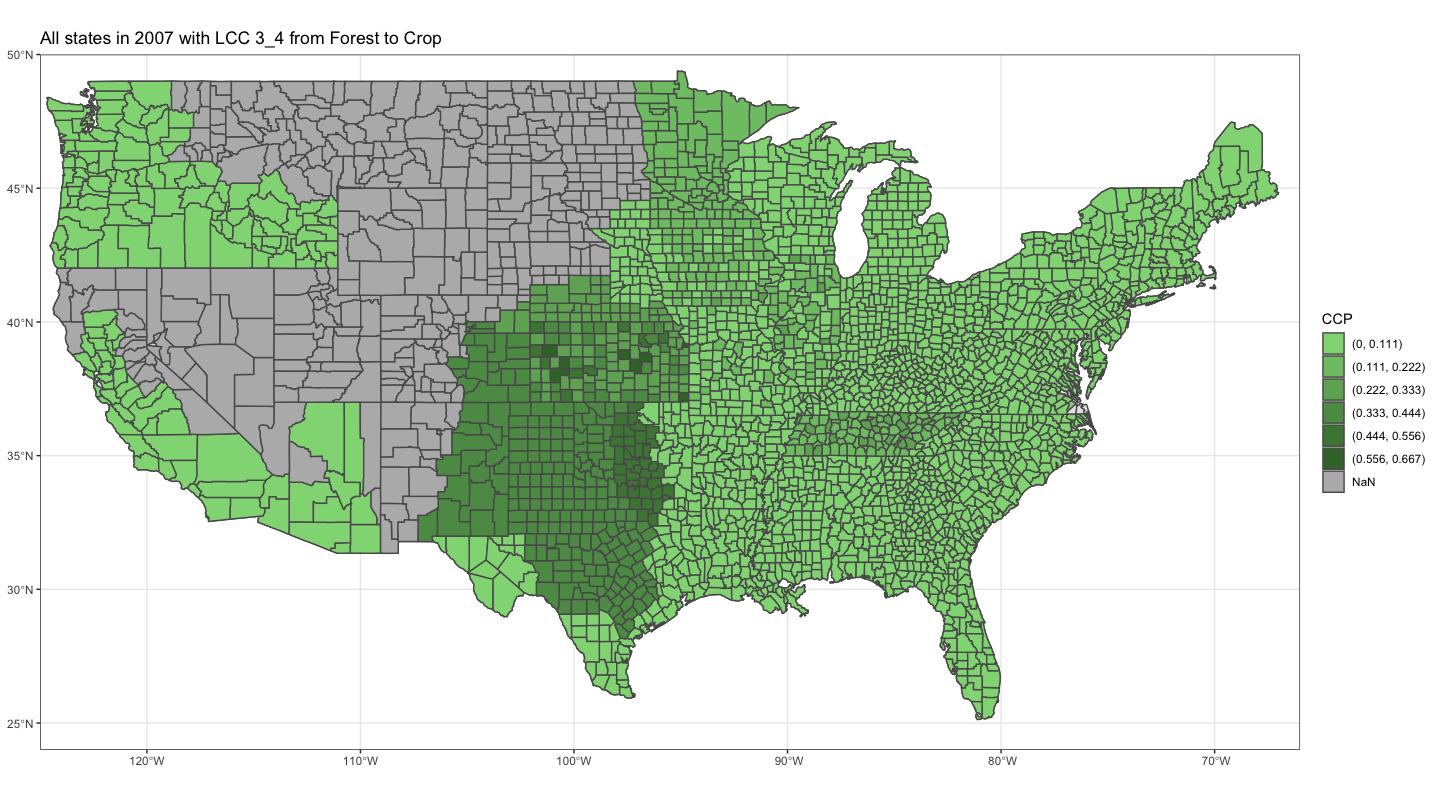 All states in 2007 with LCC 3_4 from Forest to Crop
50°N
45°N
40°N
35°N
30°N
25°N
120°W
110°W
100°W
90°W
80°W
70°W
CCP
(0, 0.111)
(0.111, 0.222)
(0.222, 0.333)
(0.333, 0.444)
(0.444, 0.556)
(0.556, 0.667)
NaN